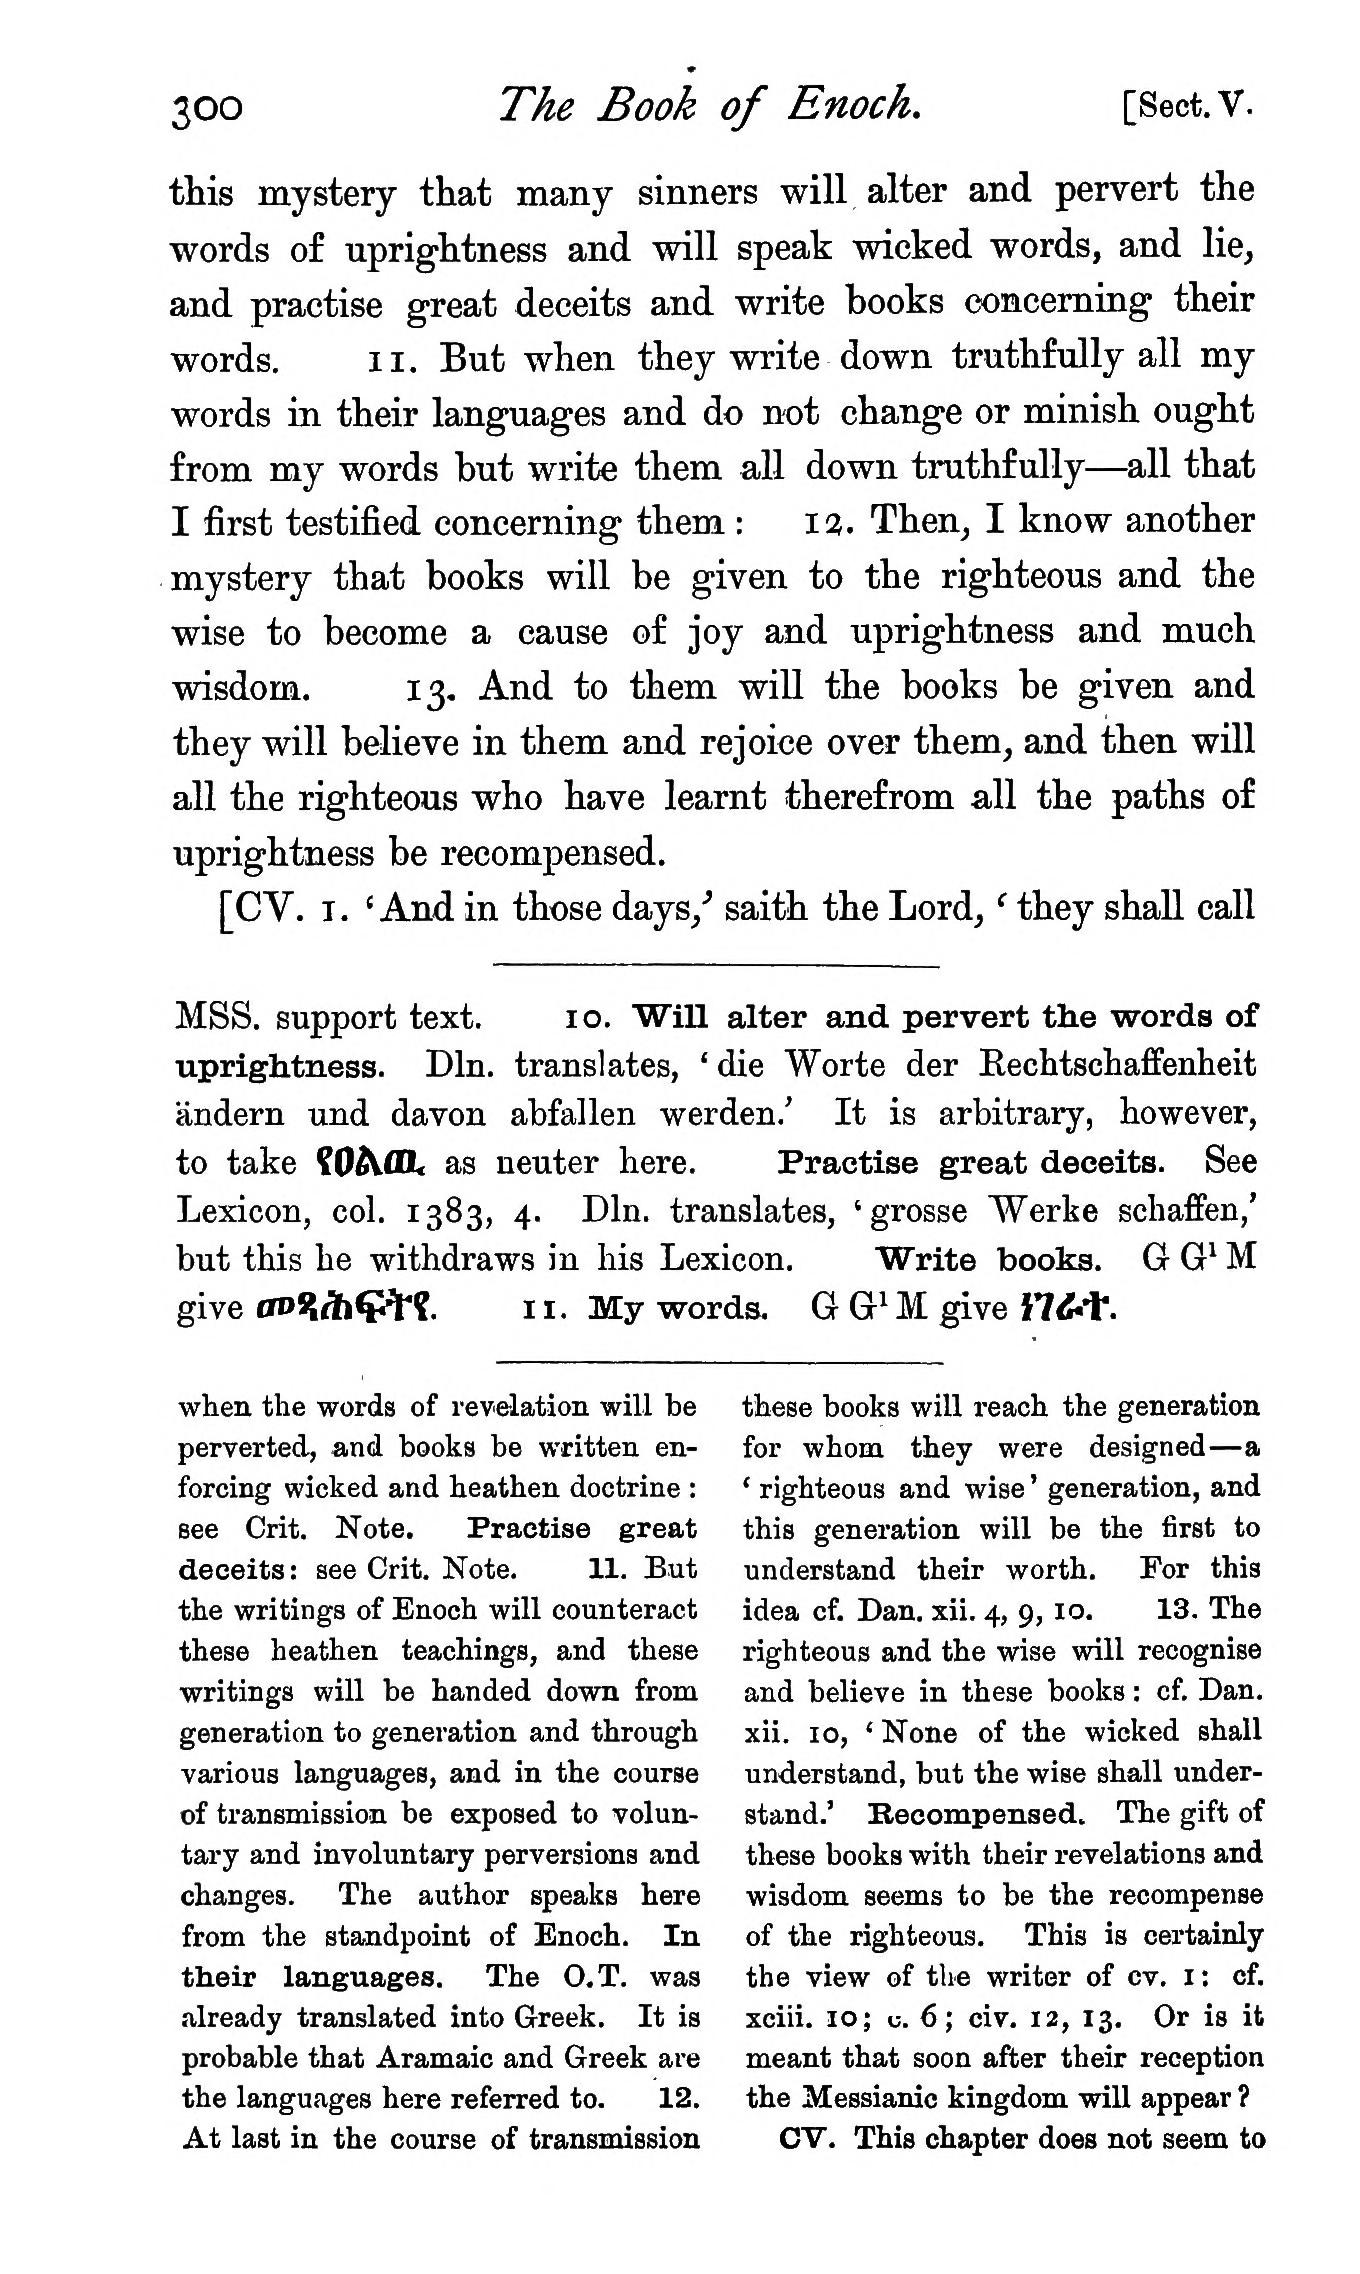 300 The Book of Enoch. [Sect. V.
this mystery that many sinners will alter and pervert the
words of uprightness and will speak wicked words, and lie,
and practise great deceits and write books concerning their
words. 11. But when they write down truthfully all my
words in their languages and do not change or minish ought
from my words but write them all down truthfully—all that
I first testified concerning them : 12. Then, I know another
mystery that books will be given to the righteous and the
wise to become a cause of joy and uprightness and much
wisdom. 13. And to them will the books be given and
they will believe in them and rejoice over them, and then will
all the righteous who have learnt therefrom all the paths of
uprightness be recompensed.
[CV. 1. ‘And in those days,’ saith the Lord, ‘they shall call
MSS. support text. 10. Will alter and pervert the words of
uprightness. Dln. translates, ‘die Worte der Rechtschaffenheit
ändern und davon abfallen werden.’ It is arbitrary, however,
to take የዐልዉ as neuter here. Practise great deceits. See
Lexicon, col. 1383, 4. Dln. translates, ‘grosse Werke schaffen,’
but this he withdraws in his Lexicon. Write books. G G¹ M
give መጻሕፍትየ. 11. My words. G G¹ M give ነገራተ.
when the words of revelation will be
perverted, and books be written en-
forcing wicked and heathen doctrine :
see Crit. Note. Practise great
deceits: see Crit. Note. 11. But
the writings of Enoch will counteract
these heathen teachings, and these
writings will be handed down from
generation to generation and through
various languages, and in the course
of transmission be exposed to volun-
tary and involuntary perversions and
changes. The author speaks here
from the standpoint of Enoch. In
their languages. The O.T. was
already translated into Greek. It is
probable that Aramaic and Greek are
the languages here referred to. 12.
At last in the course of transmission
these books will reach the generation
for whom they were designed—a
‘righteous and wise’ generation, and
this generation will be the first to
understand their worth. For this
idea cf. Dan. xii. 4, 9, 10. 13. The
righteous and the wise will recognise
and believe in these books : cf. Dan.
xii. 10, ‘None of the wicked shall
understand, but the wise shall under-
stand.’ Recompensed. The gift of
these books with their revelations and
wisdom seems to be the recompense
of the righteous. This is certainly
the view of the writer of cv. 1: cf.
xciii. 10; c. 6; civ. 12, 13. Or is it
meant that soon after their reception
the Messianic kingdom will appear?
CV. This chapter does not seem to